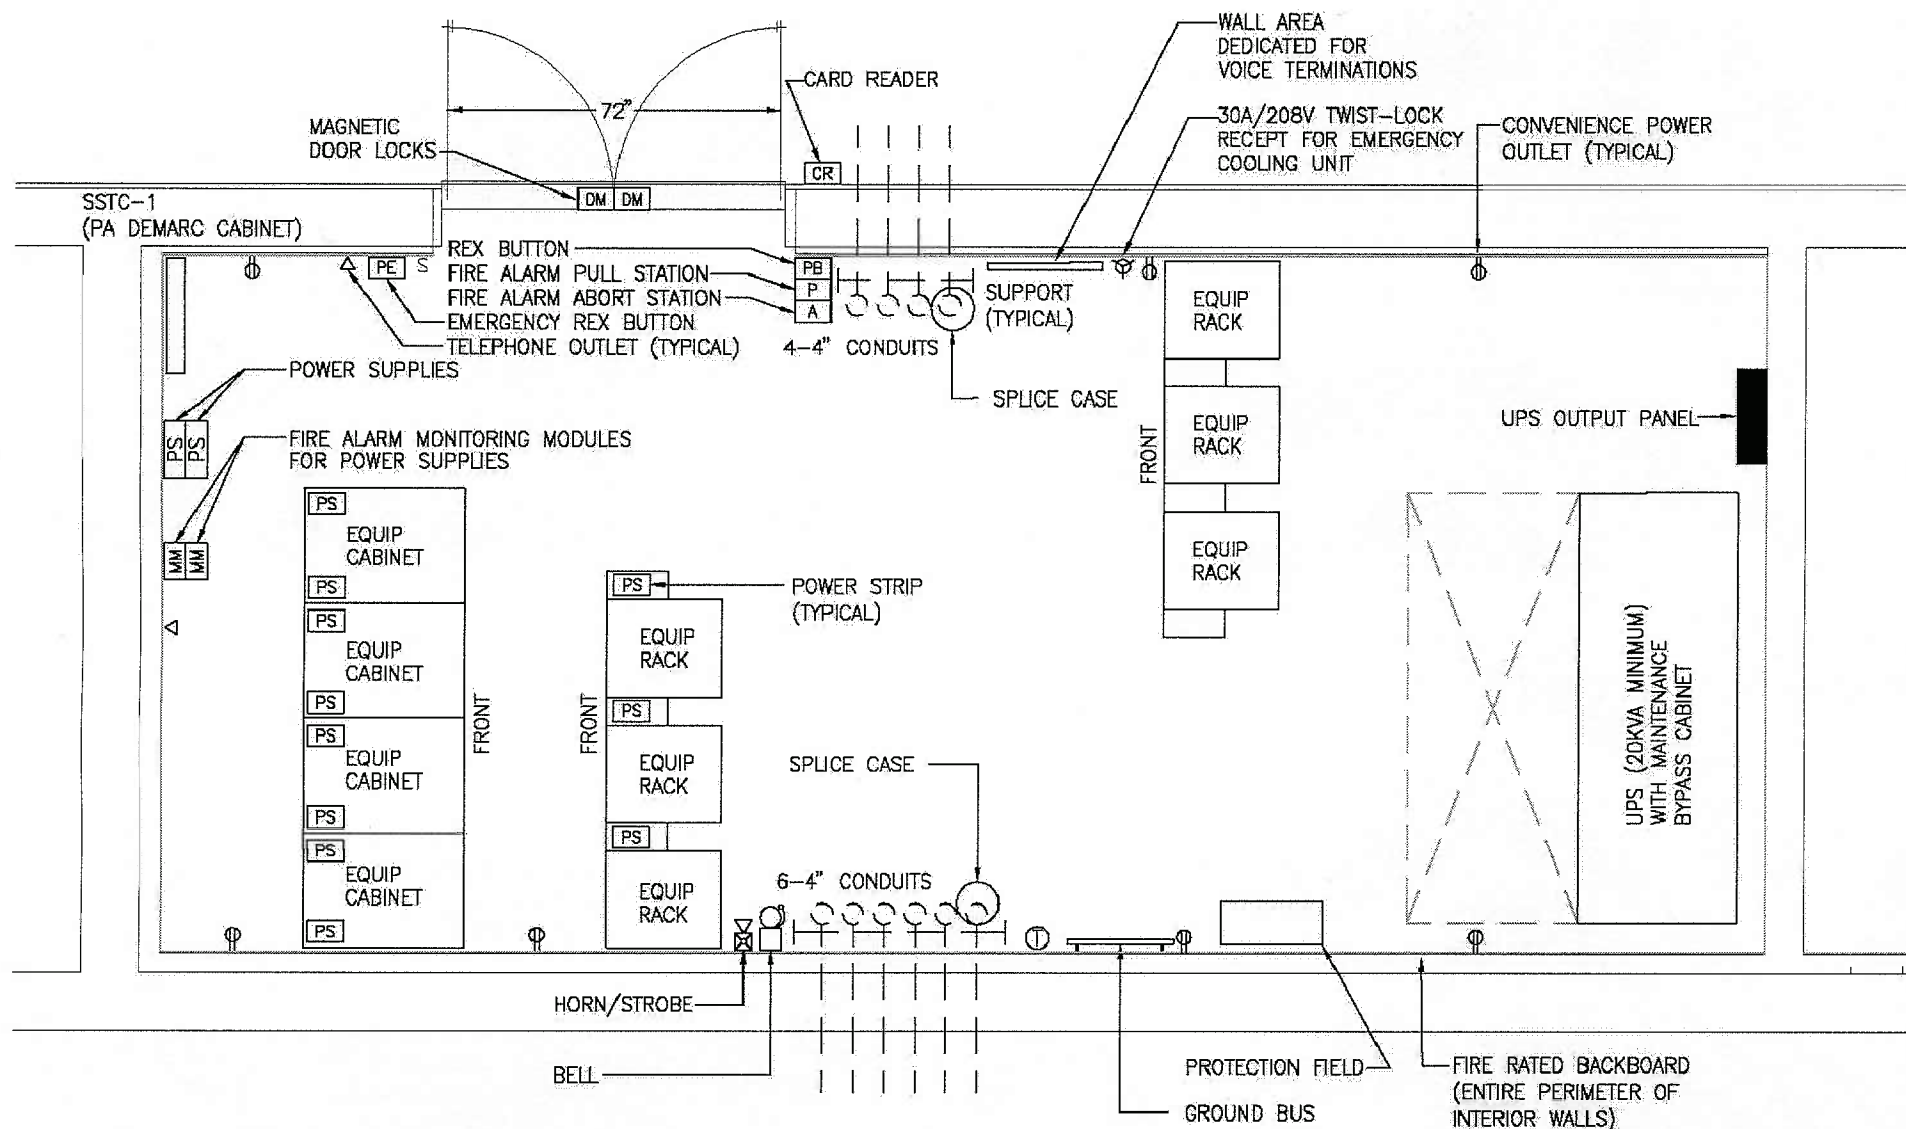 WALL AREA
DEDICATED FOR
VOICE TERMINATIONS
CARD READER
72"
MAGNETIC
DOOR LOCKS
30A/208V TWIST-LOCK
RECEPT FOR EMERGENCY
COOLING UNIT
CONVENIENCE POWER
OUTLET (TYPICAL)
CR
DM DM
SSTC-1
(PA DEMARC CABINET)
PE S
REX BUTTON
FIRE ALARM PULL STATION
FIRE ALARM ABORT STATION
EMERGENCY REX BUTTON
TELEPHONE OUTLET (TYPICAL)
PB
P
A
4-4" CONDUITS
SUPPORT
(TYPICAL)
SPLICE CASE
EQUIP
RACK
EQUIP
RACK
EQUIP
RACK
FRONT
UPS OUTPUT PANEL
POWER SUPPLIES
PS PS
FIRE ALARM MONITORING MODULES
FOR POWER SUPPLIES
MM MM
PS
EQUIP
CABINET
PS
PS
EQUIP
CABINET
PS
PS
EQUIP
CABINET
PS
PS
EQUIP
CABINET
PS
FRONT
FRONT
PS
POWER STRIP
(TYPICAL)
EQUIP
RACK
PS
EQUIP
RACK
PS
EQUIP
RACK
SPLICE CASE
6-4" CONDUITS
T
UPS (20KVA MINIMUM)
WITH MAINTENANCE
BYPASS CABINET
HORN/STROBE
BELL
PROTECTION FIELD
GROUND BUS
FIRE RATED BACKBOARD
(ENTIRE PERIMETER OF
INTERIOR WALLS)